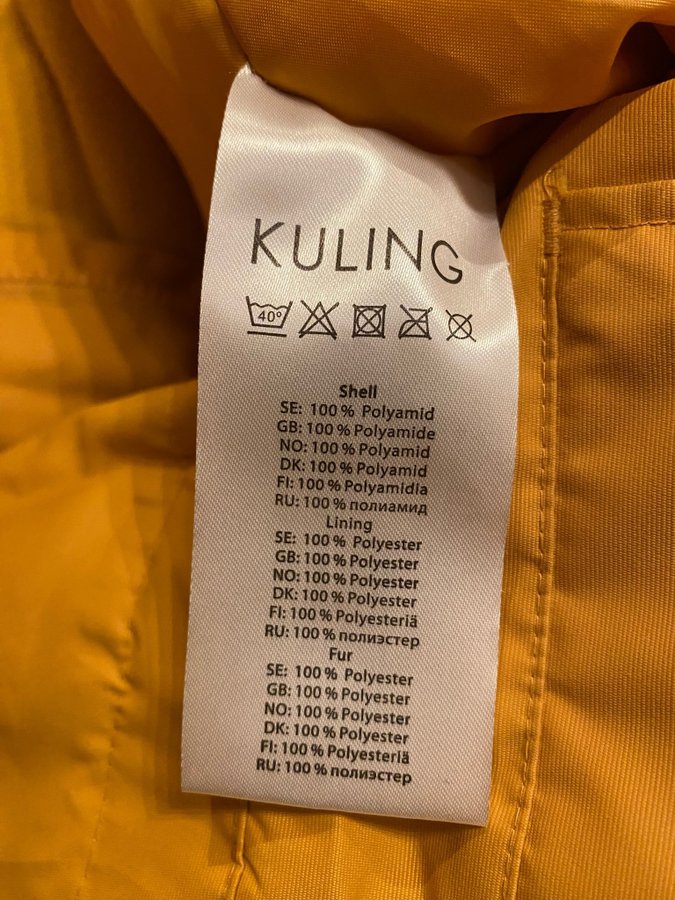 KULING
40°
Shell
SE: 100 % Polyamid
GB: 100 % Polyamide
NO: 100 % Polyamid
DK: 100 % Polyamid
FI: 100 % Polyamidia
RU: 100 % полиамид
Lining
SE: 100 % Polyester
GB: 100 % Polyester
NO: 100 % Polyester
DK: 100 % Polyester
FI: 100 % Polyesteriä
RU: 100 % полиэстер
Fur
SE: 100 % Polyester
GB: 100 % Polyester
NO: 100 % Polyester
DK: 100 % Polyester
FI: 100 % Polyesteriä
RU: 100 % полиэстер